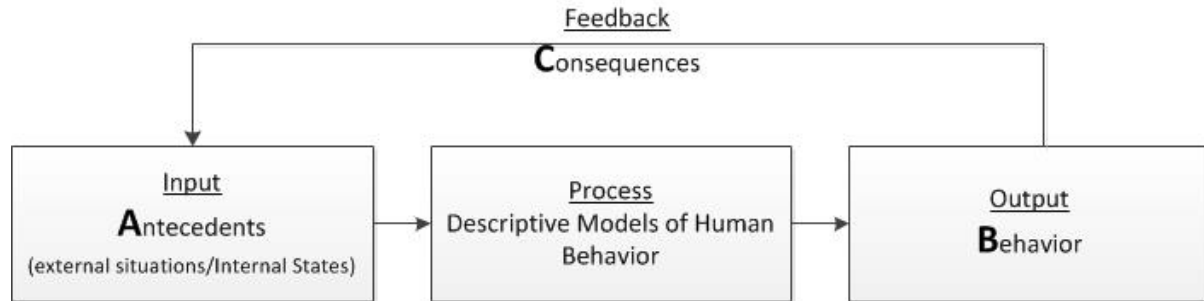 Feedback
Consequences
Input
Antecedents
(external situations/Internal States)
Process
Descriptive Models of Human
Behavior
Output
Behavior